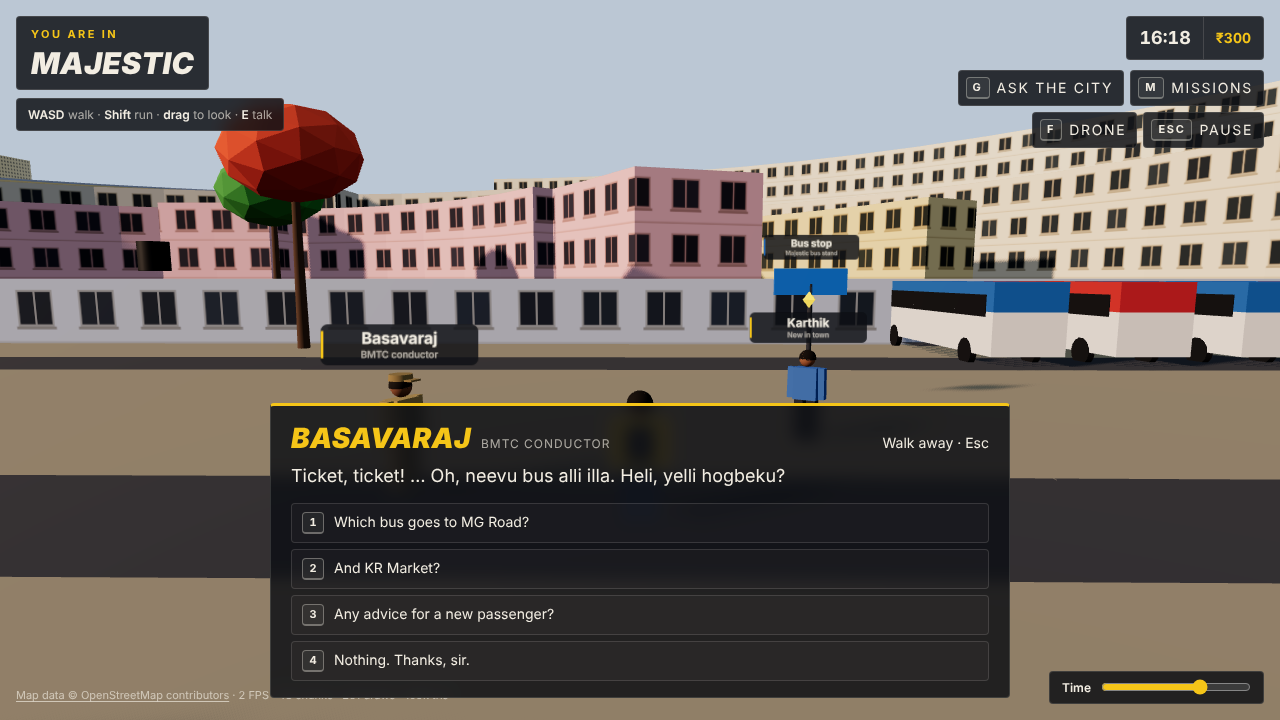 YOU ARE IN
MAJESTIC
WASD walk · Shift run · drag to look · E talk
16:18 ₹300
G ASK THE CITY M MISSIONS
F DRONE ESC PAUSE
Bus stop
Majestic bus stand
Karthik
New in town
Basavaraj
BMTC conductor
BASAVARAJ BMTC CONDUCTOR Walk away · Esc
Ticket, ticket! … Oh, neevu bus alli illa. Heli, yelli hogbeku?
1 Which bus goes to MG Road?
2 And KR Market?
3 Any advice for a new passenger?
4 Nothing. Thanks, sir.
Map data © OpenStreetMap contributors · 2 FPS
Time